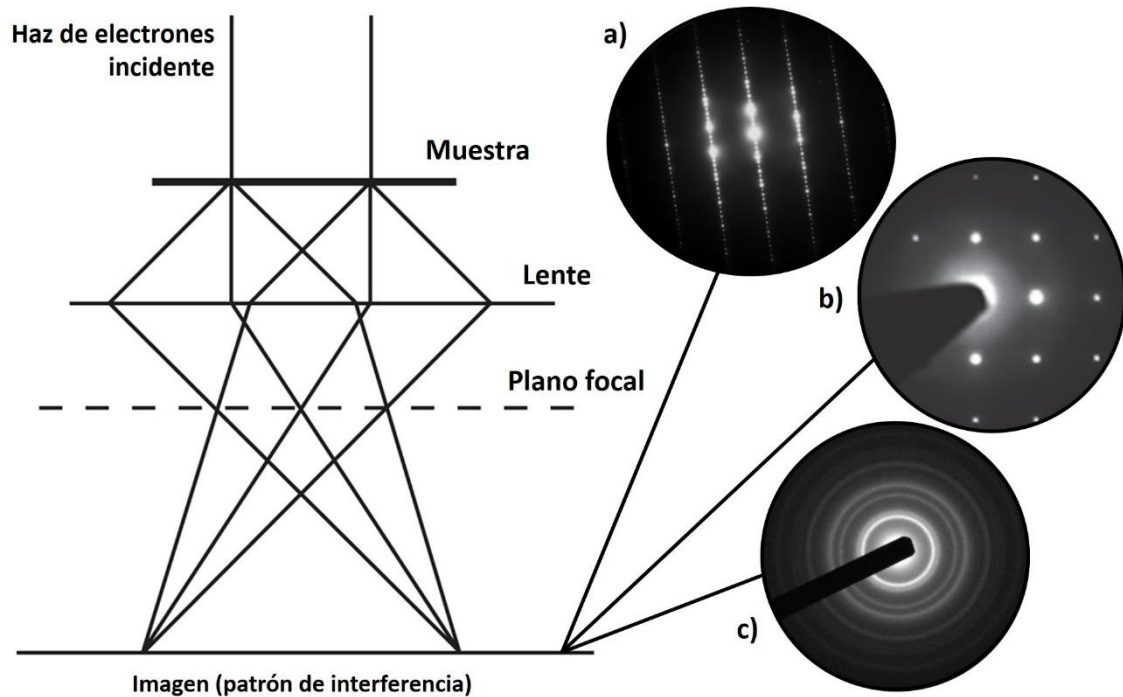 Haz de electrones
incidente
Muestra
Lente
Plano focal
Imagen (patrón de interferencia)
a)
b)
c)